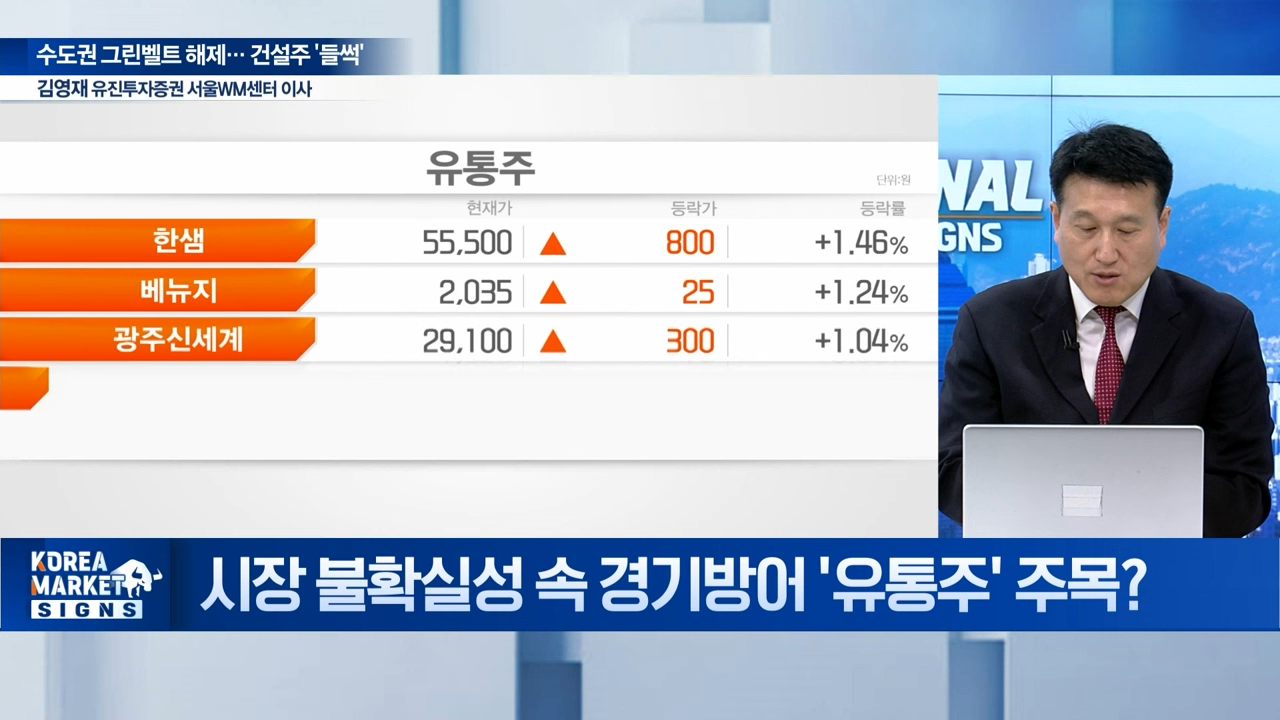 수도권 그린벨트 해제… 건설주 '들썩'
김영재 유진투자증권 서울WM센터 이사
유통주
단위:원
현재가 등락가 등락률
한샘 55,500 ▲ 800 +1.46%
베뉴지 2,035 ▲ 25 +1.24%
광주신세계 29,100 ▲ 300 +1.04%
NAL
GNS
KOREA
MARKET
SIGNS
시장 불확실성 속 경기방어 '유통주' 주목?